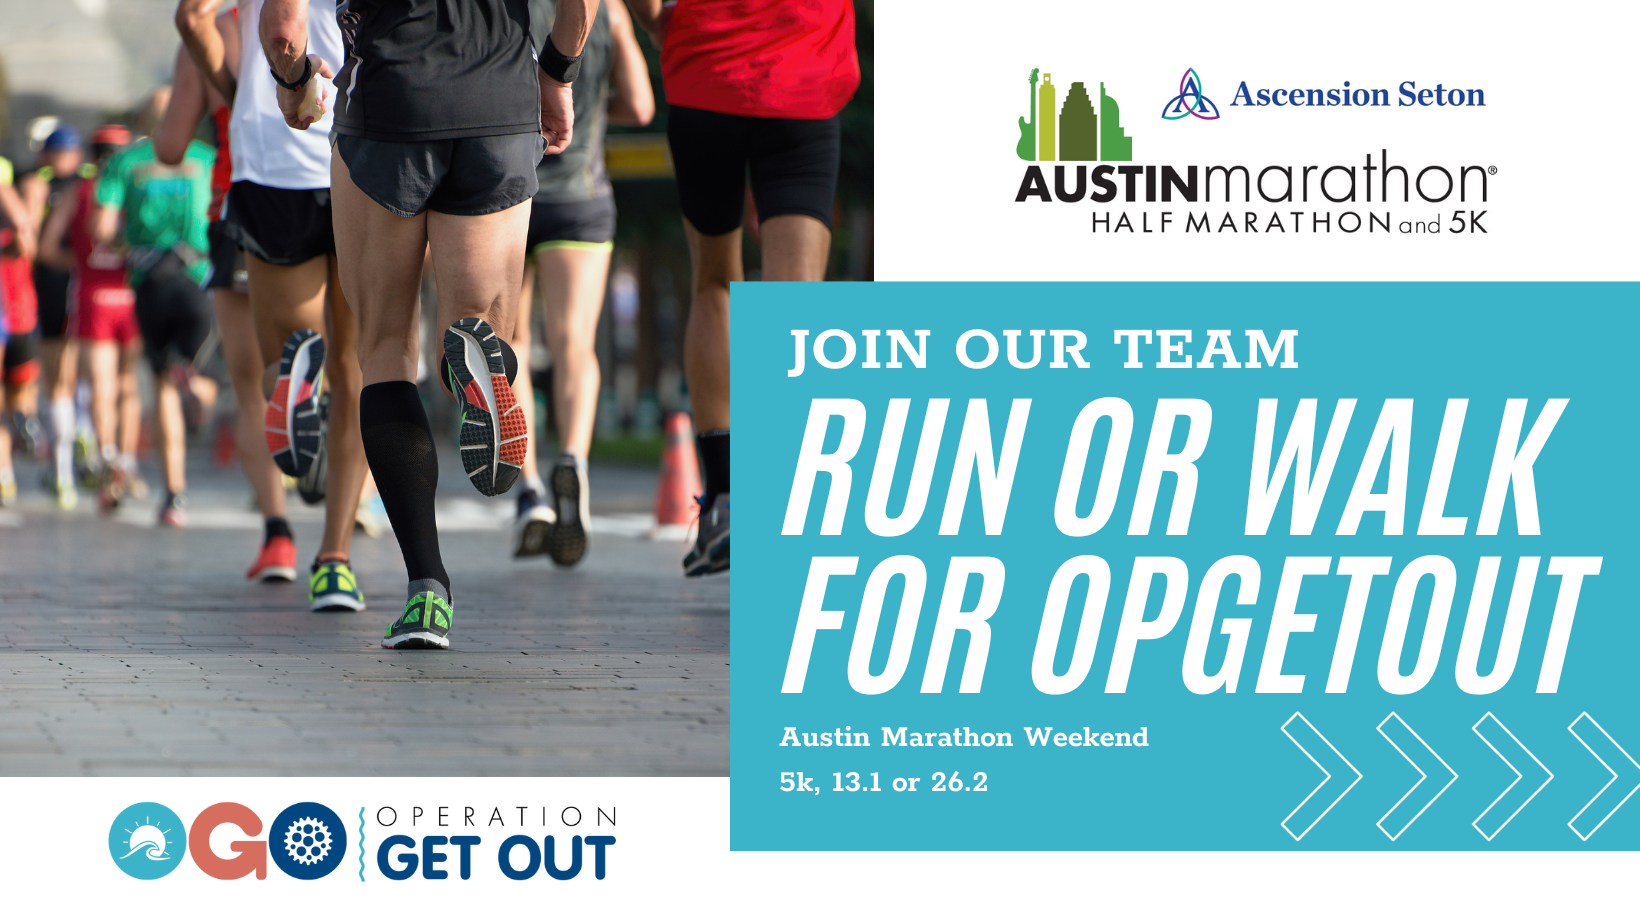 Ascension Seton
AUSTINmarathon®
HALF MARATHON and 5K
JOIN OUR TEAM
RUN OR WALK
FOR OPGETOUT
Austin Marathon Weekend
5k, 13.1 or 26.2
OGO
OPERATION
GET OUT